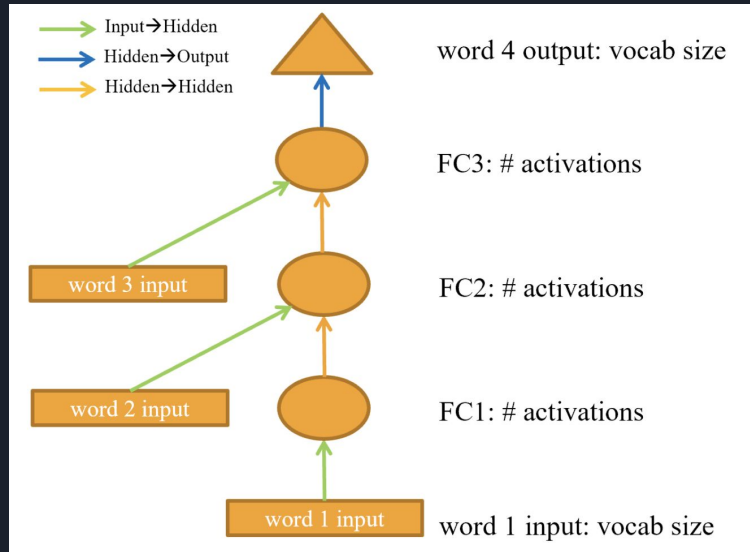 Input→Hidden
Hidden→Output
Hidden→Hidden
word 4 output: vocab size
FC3: # activations
word 3 input
FC2: # activations
word 2 input
FC1: # activations
word 1 input
word 1 input: vocab size